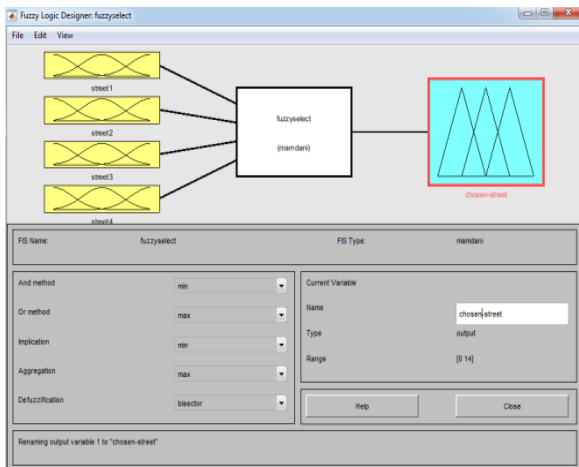 Fuzzy Logic Designer: fuzzyselect
File Edit View
street1
street2
street3
street4
fuzzyselect
(mamdani)
chosen-street
FIS Name: fuzzyselect FIS Type: mamdani
And method min
Or method max
Implication min
Aggregation max
Defuzzification bisector
Current Variable
Name chosen-street
Type output
Range [0 14]
Help Close
Renaming output variable 1 to "chosen-street"